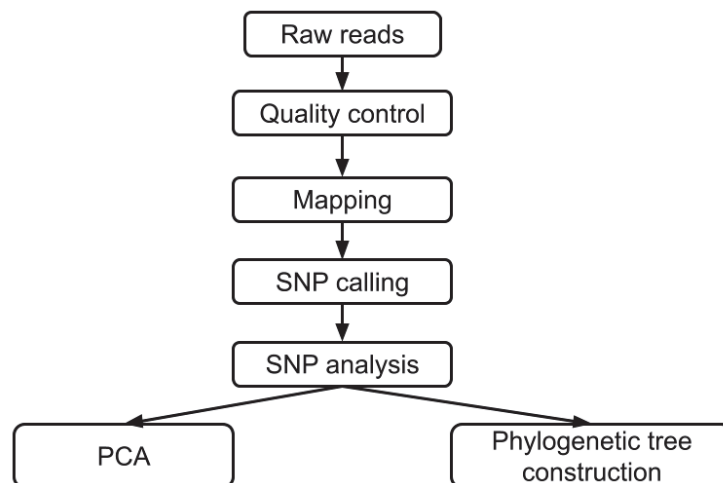 Raw reads
Quality control
Mapping
SNP calling
SNP analysis
PCA
Phylogenetic tree
construction